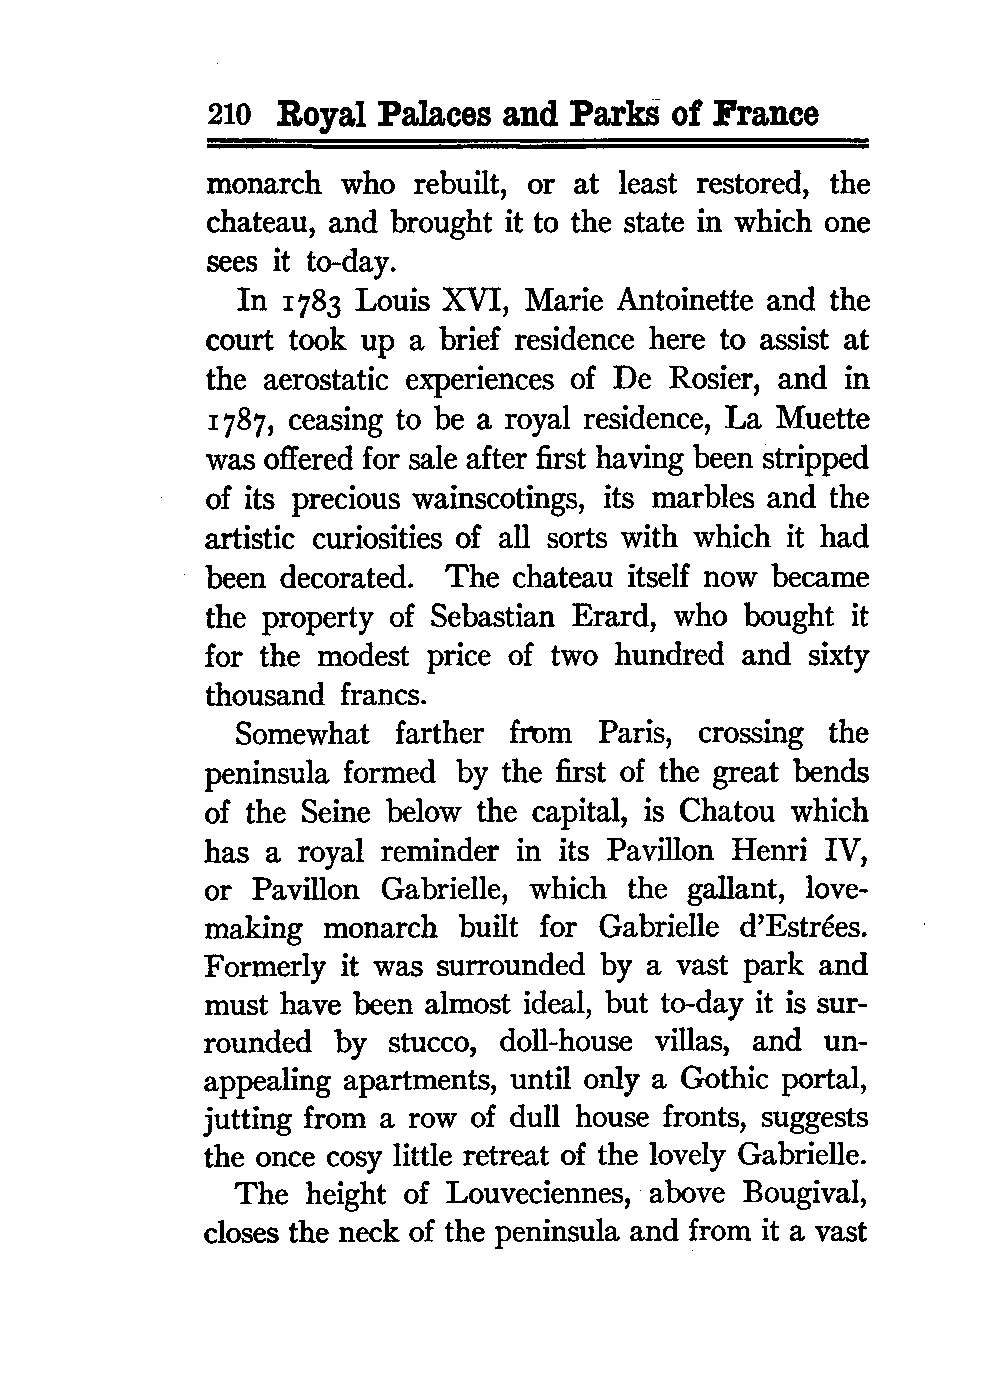 210 Royal Palaces and Parks of France
monarch who rebuilt, or at least restored, the
chateau, and brought it to the state in which one
sees it to-day.
In 1783 Louis XVI, Marie Antoinette and the
court took up a brief residence here to assist at
the aerostatic experiences of De Rosier, and in
1787, ceasing to be a royal residence, La Muette
was offered for sale after first having been stripped
of its precious wainscotings, its marbles and the
artistic curiosities of all sorts with which it had
been decorated. The chateau itself now became
the property of Sebastian Erard, who bought it
for the modest price of two hundred and sixty
thousand francs.
Somewhat farther from Paris, crossing the
peninsula formed by the first of the great bends
of the Seine below the capital, is Chatou which
has a royal reminder in its Pavillon Henri IV,
or Pavillon Gabrielle, which the gallant, love-
making monarch built for Gabrielle d'Estrées.
Formerly it was surrounded by a vast park and
must have been almost ideal, but to-day it is sur-
rounded by stucco, doll-house villas, and un-
appealing apartments, until only a Gothic portal,
jutting from a row of dull house fronts, suggests
the once cosy little retreat of the lovely Gabrielle.
The height of Louveciennes, above Bougival,
closes the neck of the peninsula and from it a vast